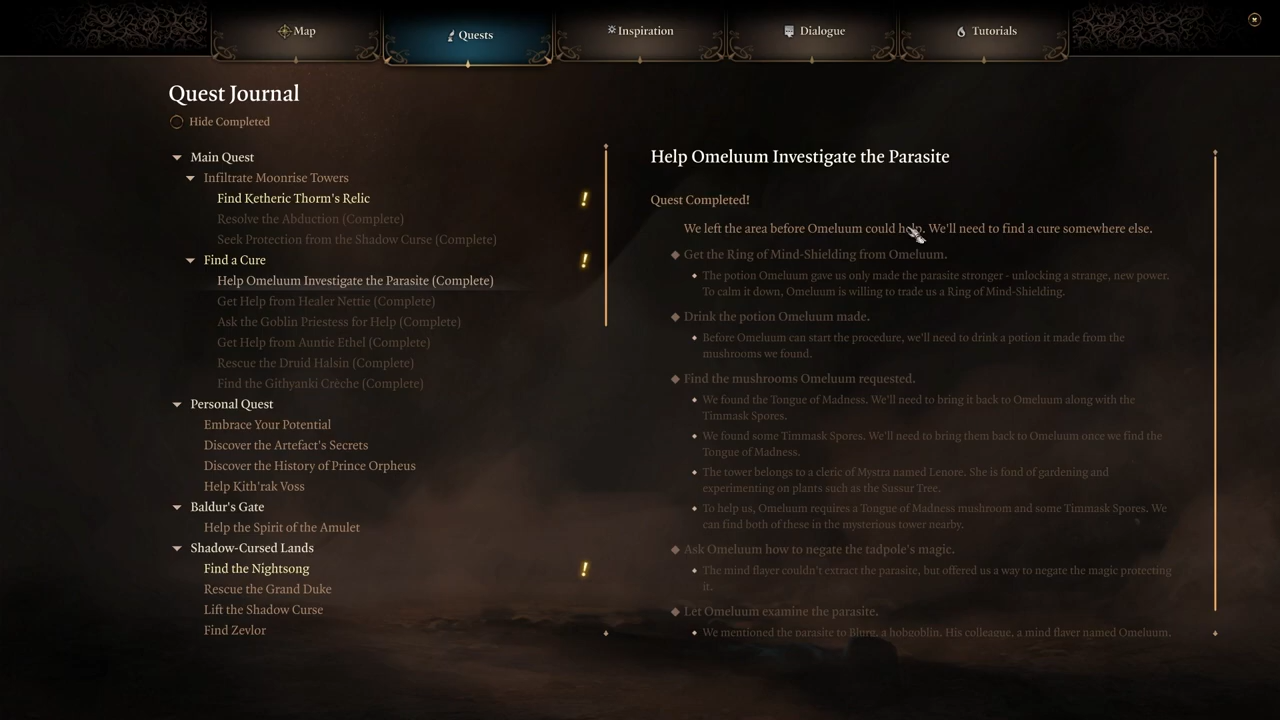 Map
Quests
Inspiration
Dialogue
Tutorials
Quest Journal
Hide Completed
Main Quest
Infiltrate Moonrise Towers
Find Ketheric Thorm's Relic
Resolve the Abduction (Complete)
Seek Protection from the Shadow Curse (Complete)
Find a Cure
Help Omeluum Investigate the Parasite (Complete)
Get Help from Healer Nettie (Complete)
Ask the Goblin Priestess for Help (Complete)
Get Help from Auntie Ethel (Complete)
Rescue the Druid Halsin (Complete)
Find the Githyanki Crèche (Complete)
Personal Quest
Embrace Your Potential
Discover the Artefact's Secrets
Discover the History of Prince Orpheus
Help Kith'rak Voss
Baldur's Gate
Help the Spirit of the Amulet
Shadow-Cursed Lands
Find the Nightsong
Rescue the Grand Duke
Lift the Shadow Curse
Find Zevlor
Help Omeluum Investigate the Parasite
Quest Completed!
We left the area before Omeluum could help. We'll need to find a cure somewhere else.
Get the Ring of Mind-Shielding from Omeluum.
The potion Omeluum gave us only made the parasite stronger - unlocking a strange, new power.
To calm it down, Omeluum is willing to trade us a Ring of Mind-Shielding.
Drink the potion Omeluum made.
Before Omeluum can start the procedure, we'll need to drink a potion it made from the
mushrooms we found.
Find the mushrooms Omeluum requested.
We found the Tongue of Madness. We'll need to bring it back to Omeluum along with the
Timmask Spores.
We found some Timmask Spores. We'll need to bring them back to Omeluum once we find the
Tongue of Madness.
The tower belongs to a cleric of Mystra named Lenore. She is fond of gardening and
experimenting on plants such as the Sussur Tree.
To help us, Omeluum requires a Tongue of Madness mushroom and some Timmask Spores. We
can find both of these in the mysterious tower nearby.
Ask Omeluum how to negate the tadpole's magic.
The mind flayer couldn't extract the parasite, but offered us a way to negate the magic protecting
it.
Let Omeluum examine the parasite.
We mentioned the parasite to Blurg, a hobgoblin. His colleague, a mind flayer named Omeluum,